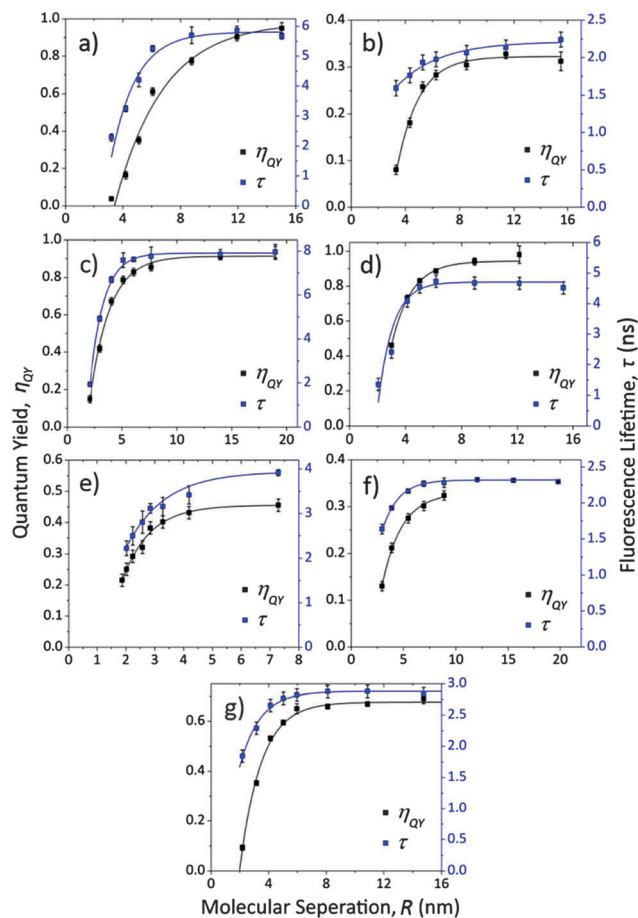 a)
1.0
0.8
0.6
0.4
0.2
0.0
6
5
4
3
2
1
0
η_QY
τ
0 4 8 12 16
b)
0.4
0.3
0.2
0.1
0.0
2.5
2.0
1.5
1.0
0.5
0.0
η_QY
τ
0 4 8 12 16
c)
1.0
0.8
0.6
0.4
0.2
0.0
8
6
4
2
0
η_QY
τ
0 5 10 15 20
d)
1.0
0.8
0.6
0.4
0.2
0.0
6
5
4
3
2
1
0
η_QY
τ
0 4 8 12 16
e)
0.6
0.5
0.4
0.3
0.2
0.1
0.0
4
3
2
1
0
η_QY
τ
0 1 2 3 4 5 6 7 8
f)
0.4
0.3
0.2
0.1
0.0
2.5
2.0
1.5
1.0
0.5
0.0
η_QY
τ
0 5 10 15 20
g)
0.6
0.4
0.2
0.0
3.0
2.5
2.0
1.5
1.0
0.5
0.0
η_QY
τ
0 4 8 12 16
Quantum Yield, η_QY
Fluorescence Lifetime, τ (ns)
Molecular Seperation, R (nm)